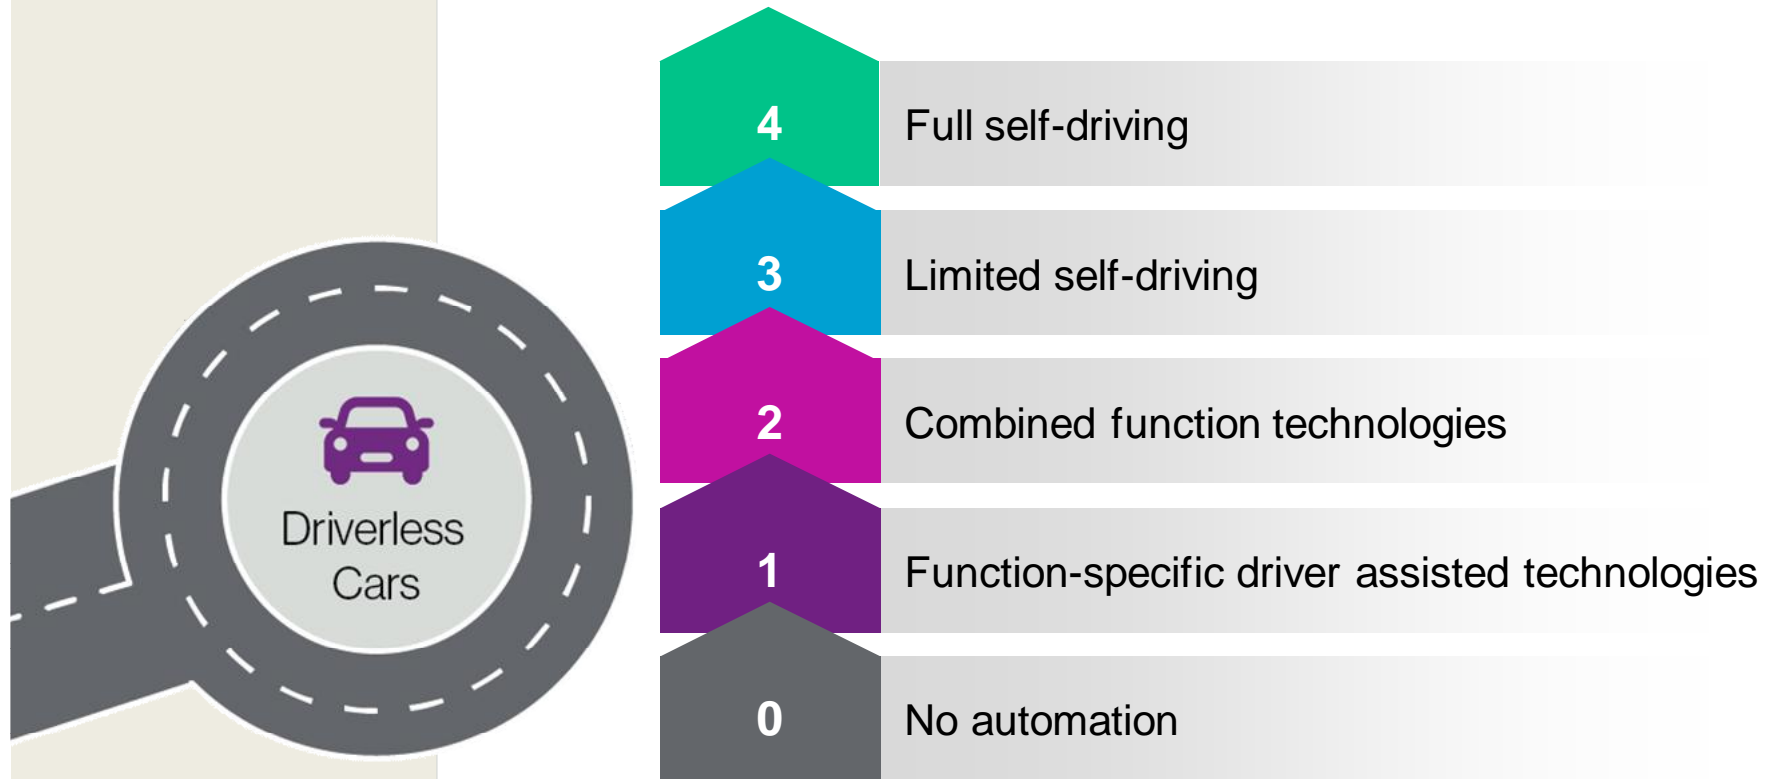 4 Full self-driving
3 Limited self-driving
2 Combined function technologies
Driverless
Cars
1 Function-specific driver assisted technologies
0 No automation